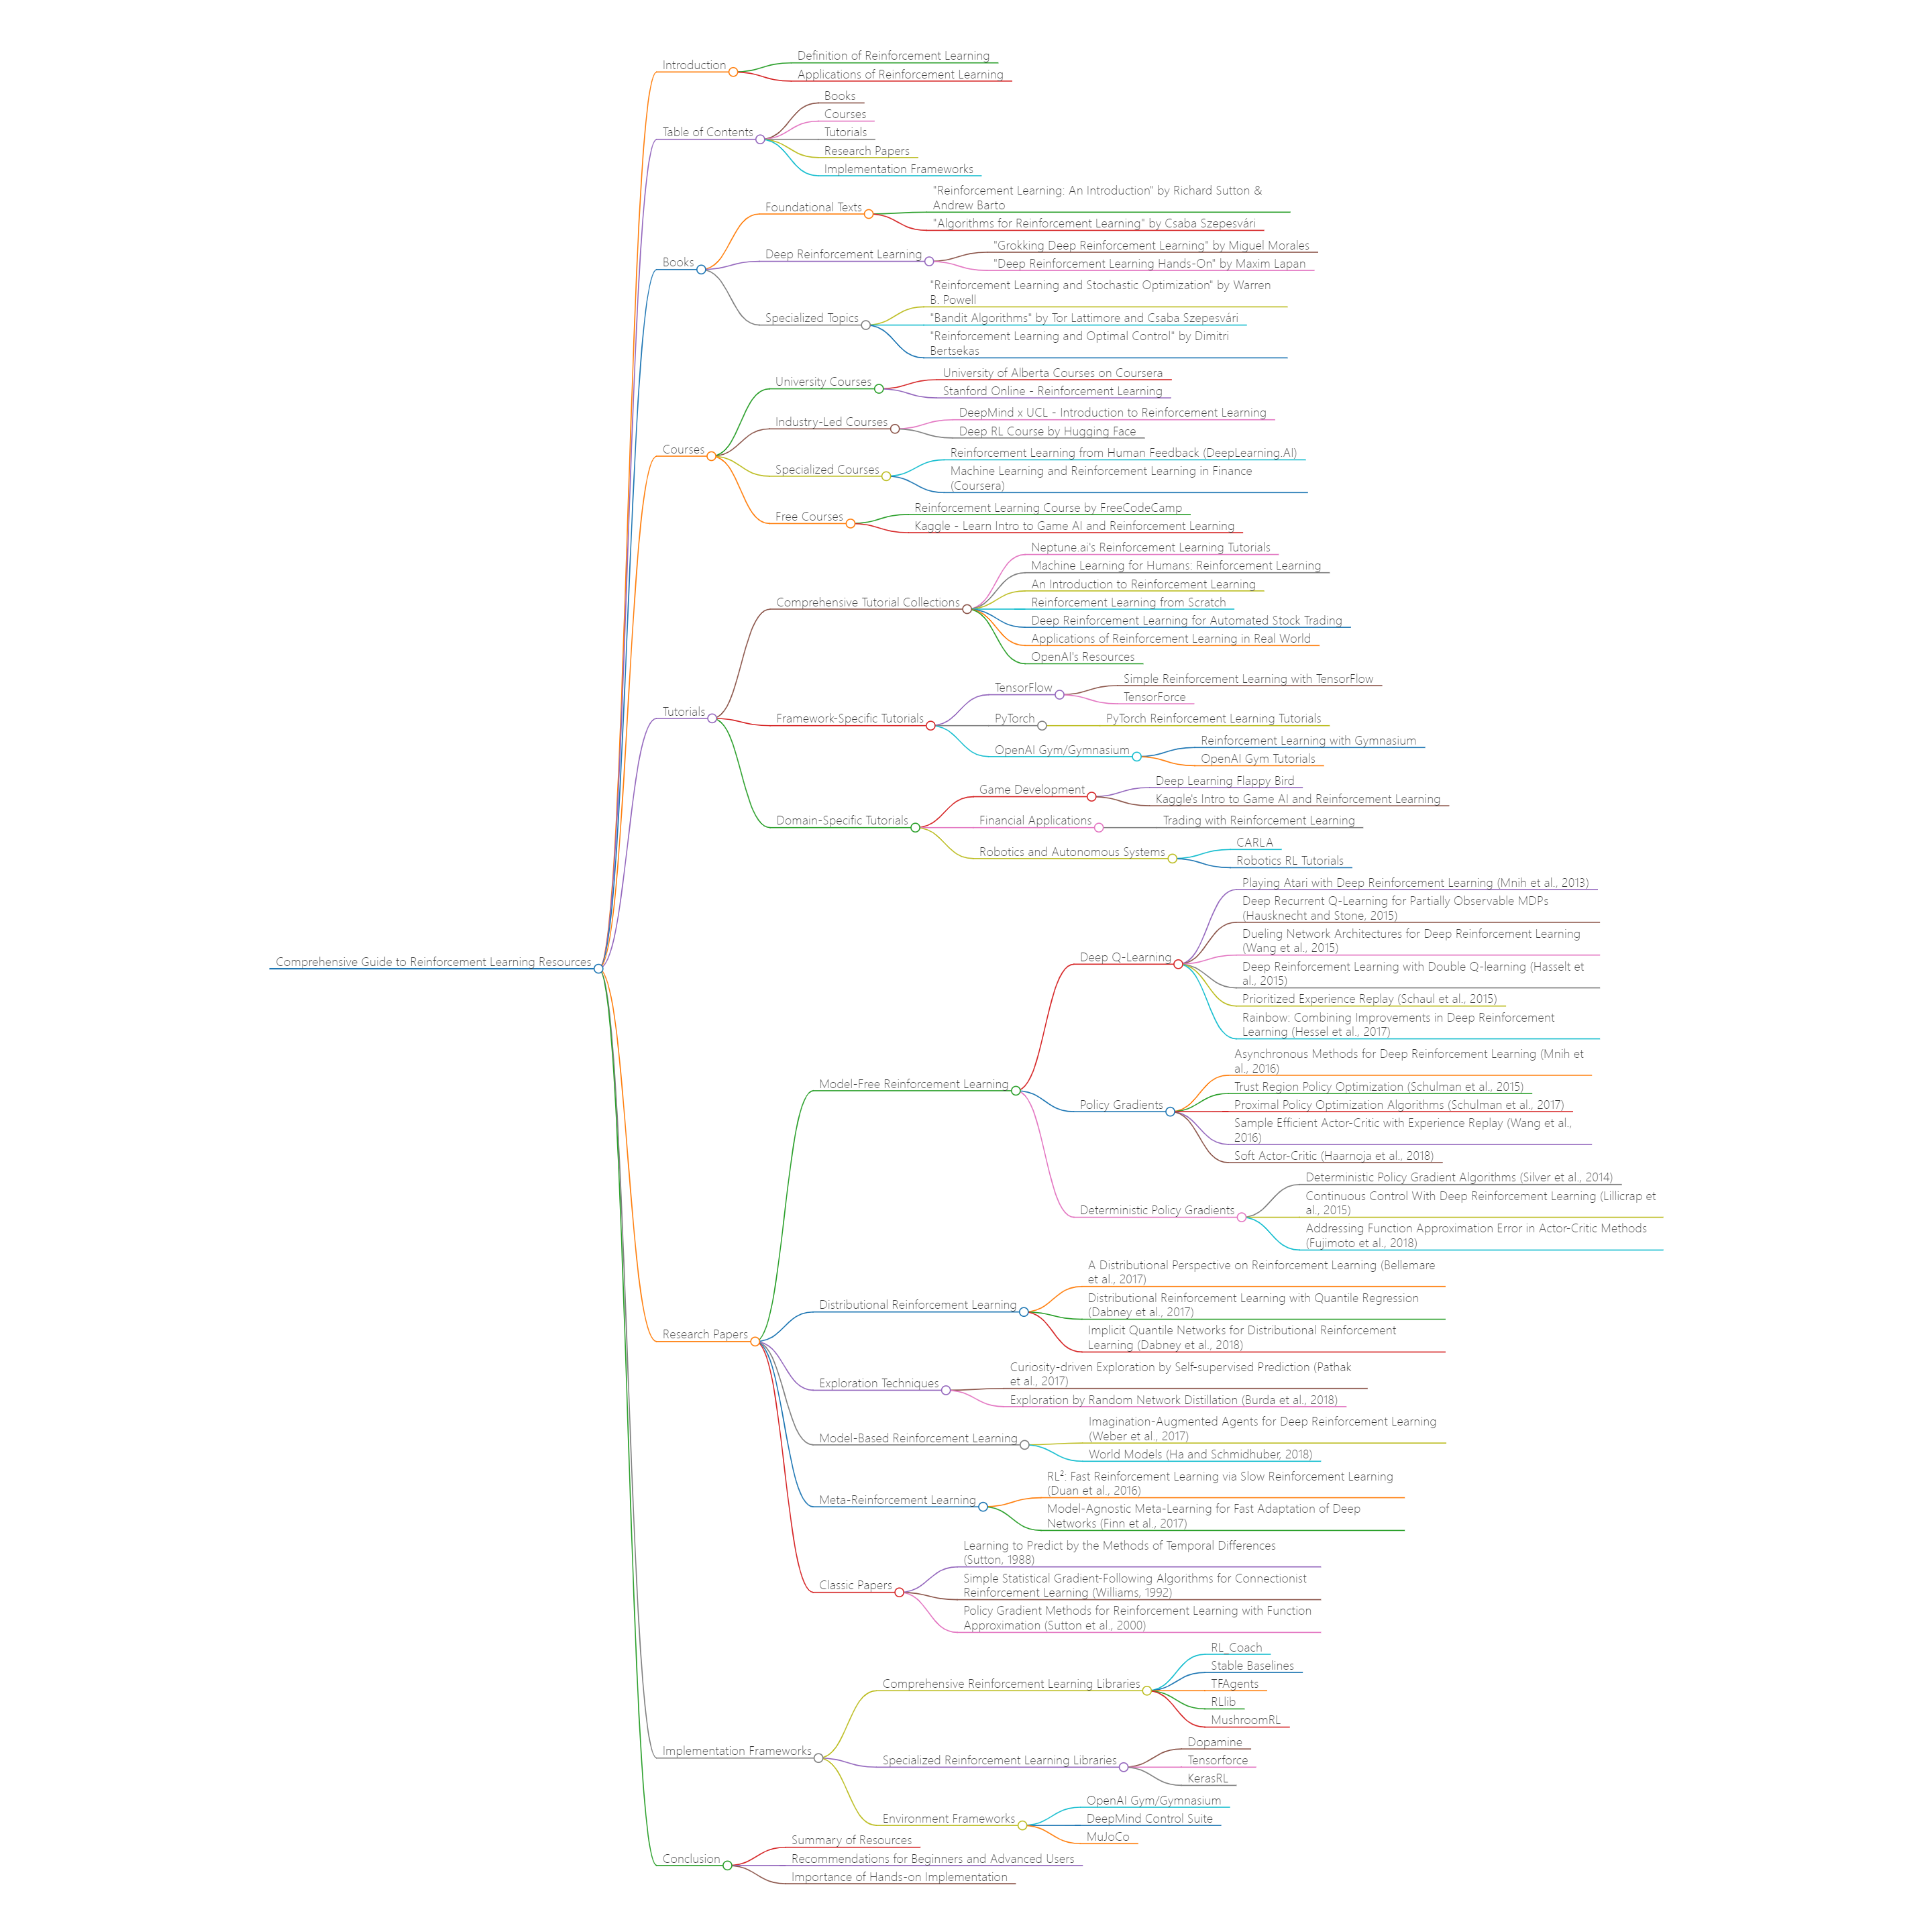 Introduction
Definition of Reinforcement Learning
Applications of Reinforcement Learning
Table of Contents
Books
Courses
Tutorials
Research Papers
Implementation Frameworks
Books
Foundational Texts
"Reinforcement Learning: An Introduction" by Richard Sutton &
Andrew Barto
"Algorithms for Reinforcement Learning" by Csaba Szepesvári
Deep Reinforcement Learning
"Grokking Deep Reinforcement Learning" by Miguel Morales
"Deep Reinforcement Learning Hands-On" by Maxim Lapan
Specialized Topics
"Reinforcement Learning and Stochastic Optimization" by Warren
B. Powell
"Bandit Algorithms" by Tor Lattimore and Csaba Szepesvári
"Reinforcement Learning and Optimal Control" by Dimitri
Bertsekas
Courses
University Courses
University of Alberta Courses on Coursera
Stanford Online - Reinforcement Learning
Industry-Led Courses
DeepMind x UCL - Introduction to Reinforcement Learning
Deep RL Course by Hugging Face
Specialized Courses
Reinforcement Learning from Human Feedback (DeepLearning.AI)
Machine Learning and Reinforcement Learning in Finance
(Coursera)
Free Courses
Reinforcement Learning Course by FreeCodeCamp
Kaggle - Learn Intro to Game AI and Reinforcement Learning
Tutorials
Comprehensive Tutorial Collections
Neptune.ai's Reinforcement Learning Tutorials
Machine Learning for Humans: Reinforcement Learning
An Introduction to Reinforcement Learning
Reinforcement Learning from Scratch
Deep Reinforcement Learning for Automated Stock Trading
Applications of Reinforcement Learning in Real World
OpenAI's Resources
Framework-Specific Tutorials
TensorFlow
Simple Reinforcement Learning with TensorFlow
TensorForce
PyTorch
PyTorch Reinforcement Learning Tutorials
OpenAI Gym/Gymnasium
Reinforcement Learning with Gymnasium
OpenAI Gym Tutorials
Domain-Specific Tutorials
Game Development
Deep Learning Flappy Bird
Kaggle's Intro to Game AI and Reinforcement Learning
Financial Applications
Trading with Reinforcement Learning
Robotics and Autonomous Systems
CARLA
Robotics RL Tutorials
Comprehensive Guide to Reinforcement Learning Resources
Research Papers
Model-Free Reinforcement Learning
Deep Q-Learning
Playing Atari with Deep Reinforcement Learning (Mnih et al., 2013)
Deep Recurrent Q-Learning for Partially Observable MDPs
(Hausknecht and Stone, 2015)
Dueling Network Architectures for Deep Reinforcement Learning
(Wang et al., 2015)
Deep Reinforcement Learning with Double Q-learning (Hasselt et
al., 2015)
Prioritized Experience Replay (Schaul et al., 2015)
Rainbow: Combining Improvements in Deep Reinforcement
Learning (Hessel et al., 2017)
Policy Gradients
Asynchronous Methods for Deep Reinforcement Learning (Mnih et
al., 2016)
Trust Region Policy Optimization (Schulman et al., 2015)
Proximal Policy Optimization Algorithms (Schulman et al., 2017)
Sample Efficient Actor-Critic with Experience Replay (Wang et al.,
2016)
Soft Actor-Critic (Haarnoja et al., 2018)
Deterministic Policy Gradients
Deterministic Policy Gradient Algorithms (Silver et al., 2014)
Continuous Control With Deep Reinforcement Learning (Lillicrap et
al., 2015)
Addressing Function Approximation Error in Actor-Critic Methods
(Fujimoto et al., 2018)
Distributional Reinforcement Learning
A Distributional Perspective on Reinforcement Learning (Bellemare
et al., 2017)
Distributional Reinforcement Learning with Quantile Regression
(Dabney et al., 2017)
Implicit Quantile Networks for Distributional Reinforcement
Learning (Dabney et al., 2018)
Exploration Techniques
Curiosity-driven Exploration by Self-supervised Prediction (Pathak
et al., 2017)
Exploration by Random Network Distillation (Burda et al., 2018)
Model-Based Reinforcement Learning
Imagination-Augmented Agents for Deep Reinforcement Learning
(Weber et al., 2017)
World Models (Ha and Schmidhuber, 2018)
Meta-Reinforcement Learning
RL²: Fast Reinforcement Learning via Slow Reinforcement Learning
(Duan et al., 2016)
Model-Agnostic Meta-Learning for Fast Adaptation of Deep
Networks (Finn et al., 2017)
Classic Papers
Learning to Predict by the Methods of Temporal Differences
(Sutton, 1988)
Simple Statistical Gradient-Following Algorithms for Connectionist
Reinforcement Learning (Williams, 1992)
Policy Gradient Methods for Reinforcement Learning with Function
Approximation (Sutton et al., 2000)
Implementation Frameworks
Comprehensive Reinforcement Learning Libraries
RL_Coach
Stable Baselines
TFAgents
RLlib
MushroomRL
Specialized Reinforcement Learning Libraries
Dopamine
Tensorforce
KerasRL
Environment Frameworks
OpenAI Gym/Gymnasium
DeepMind Control Suite
MuJoCo
Conclusion
Summary of Resources
Recommendations for Beginners and Advanced Users
Importance of Hands-on Implementation